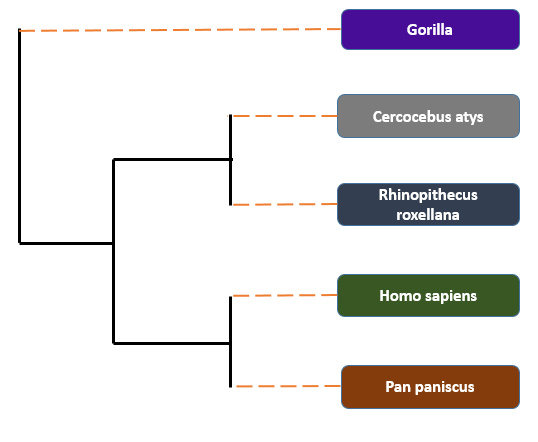 Gorilla
Cercocebus atys
Rhinopithecus
roxellana
Homo sapiens
Pan paniscus